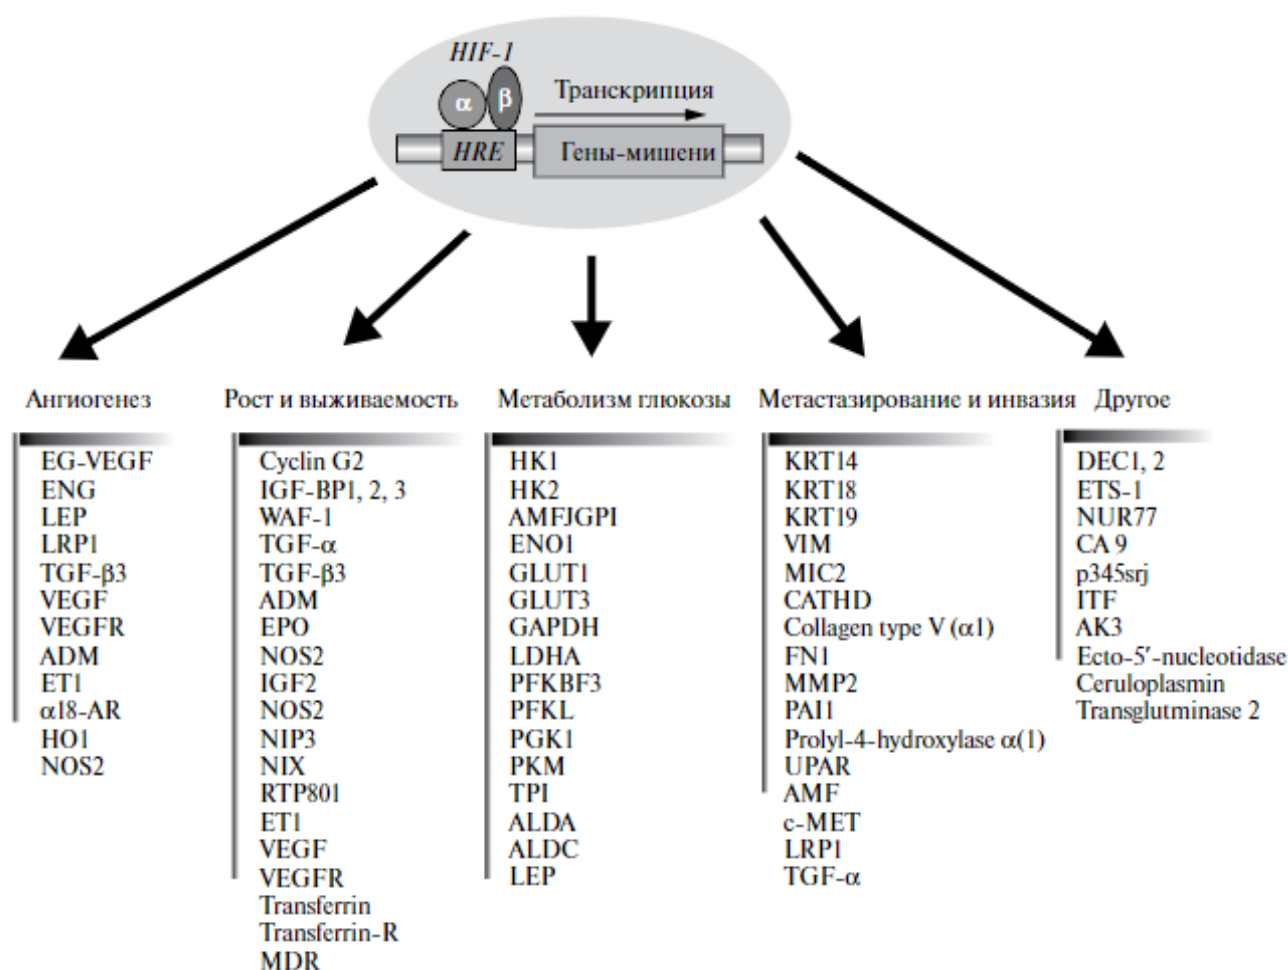 HIF-1
α β
Транскрипция
HRE
Гены-мишени
Ангиогенез
EG-VEGF
ENG
LEP
LRP1
TGF-β3
VEGF
VEGFR
ADM
ET1
α18-AR
HO1
NOS2
Рост и выживаемость
Cyclin G2
IGF-BP1, 2, 3
WAF-1
TGF-α
TGF-β3
ADM
EPO
NOS2
IGF2
NOS2
NIP3
NIX
RTP801
ET1
VEGF
VEGFR
Transferrin
Transferrin-R
MDR
Метаболизм глюкозы
HK1
HK2
AMFJGPI
ENO1
GLUT1
GLUT3
GAPDH
LDHA
PFKBF3
PFKL
PGK1
PKM
TPI
ALDA
ALDC
LEP
Метастазирование и инвазия
KRT14
KRT18
KRT19
VIM
MIC2
CATHD
Collagen type V (α1)
FN1
MMP2
PAI1
Prolyl-4-hydroxylase α(1)
UPAR
AMF
c-MET
LRP1
TGF-α
Другое
DEC1, 2
ETS-1
NUR77
CA 9
p345srj
ITF
AK3
Ecto-5′-nucleotidase
Ceruloplasmin
Transglutminase 2